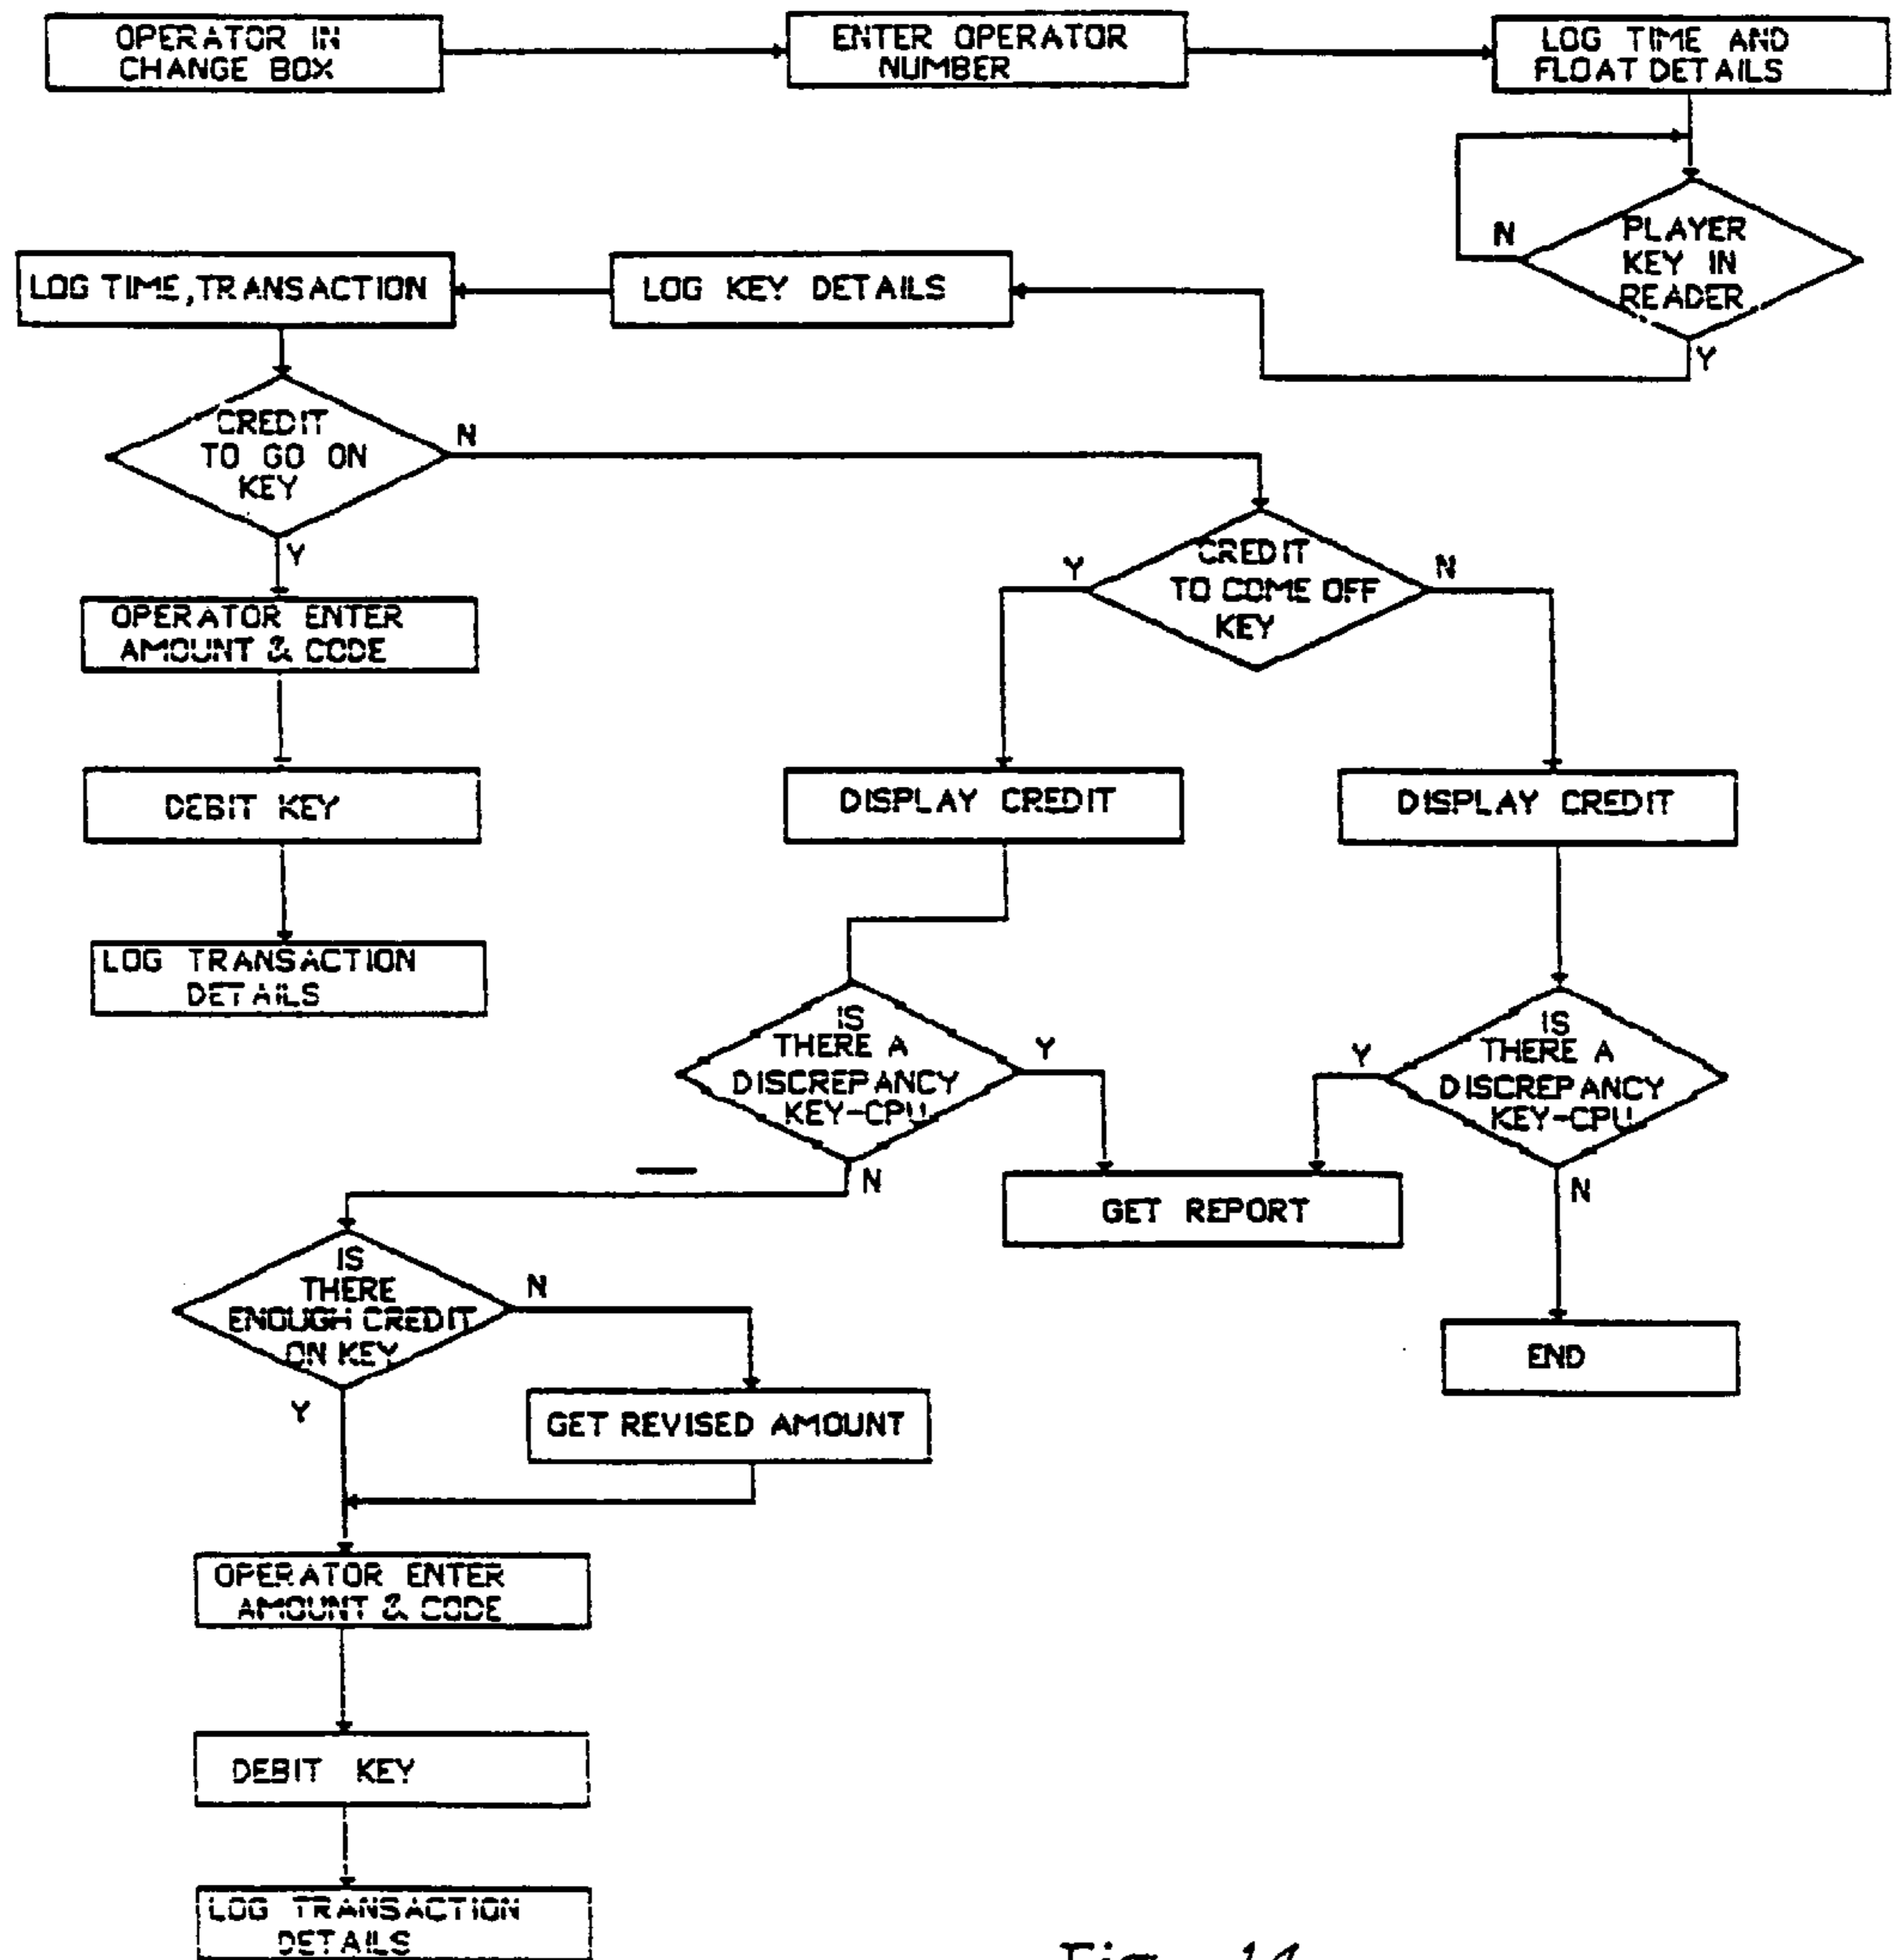 OPERATOR IN
CHANGE BOX
ENTER OPERATOR
NUMBER
LOG TIME AND
FLOAT DETAILS
PLAYER
KEY IN
READER
N
Y
LOG KEY DETAILS
LOG TIME, TRANSACTION
CREDIT
TO GO ON
KEY
N
Y
OPERATOR ENTER
AMOUNT & CODE
DEBIT KEY
LOG TRANSACTION
DETAILS
CREDIT
TO COME OFF
KEY
Y
N
DISPLAY CREDIT
DISPLAY CREDIT
IS
THERE A
DISCREPANCY
KEY-CPU
Y
N
IS
THERE A
DISCREPANCY
KEY-CPU
Y
N
GET REPORT
END
IS
THERE
ENOUGH CREDIT
ON KEY
N
Y
GET REVISED AMOUNT
OPERATOR ENTER
AMOUNT & CODE
DEBIT KEY
LOG TRANSACTION
DETAILS
Fig. 14